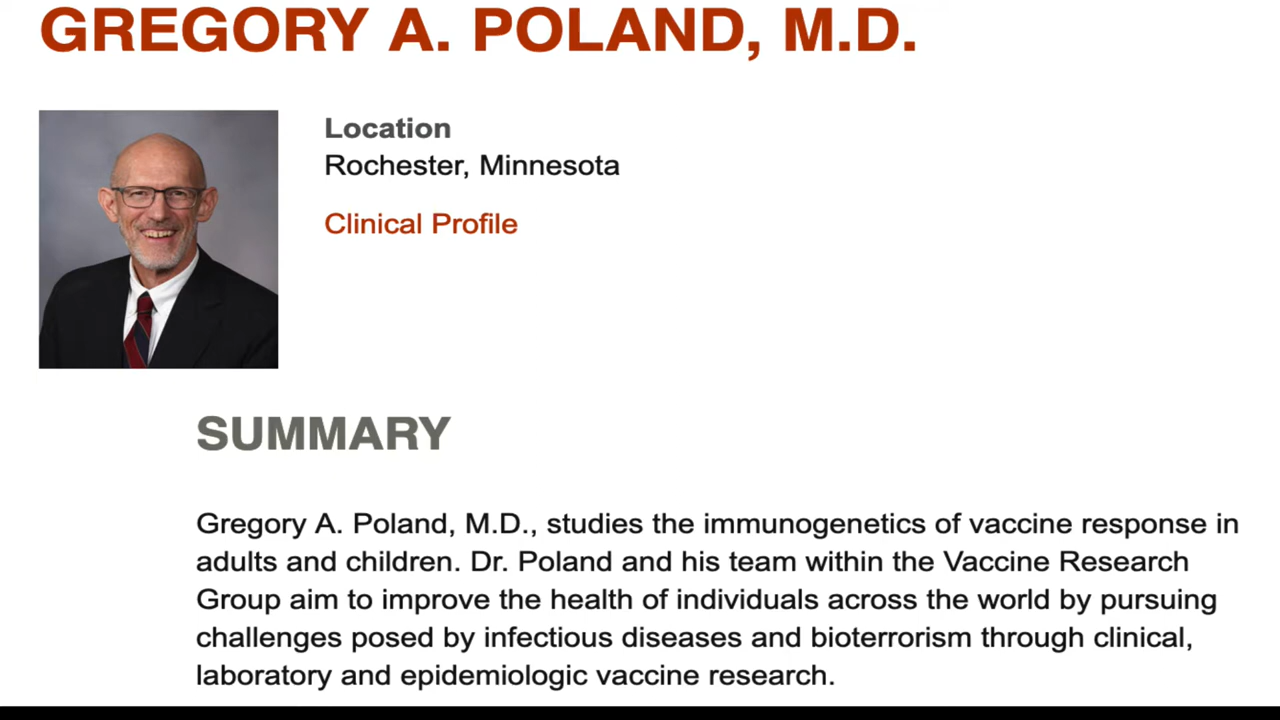 GREGORY A. POLAND, M.D.
Location
Rochester, Minnesota
Clinical Profile
SUMMARY
Gregory A. Poland, M.D., studies the immunogenetics of vaccine response in
adults and children. Dr. Poland and his team within the Vaccine Research
Group aim to improve the health of individuals across the world by pursuing
challenges posed by infectious diseases and bioterrorism through clinical,
laboratory and epidemiologic vaccine research.